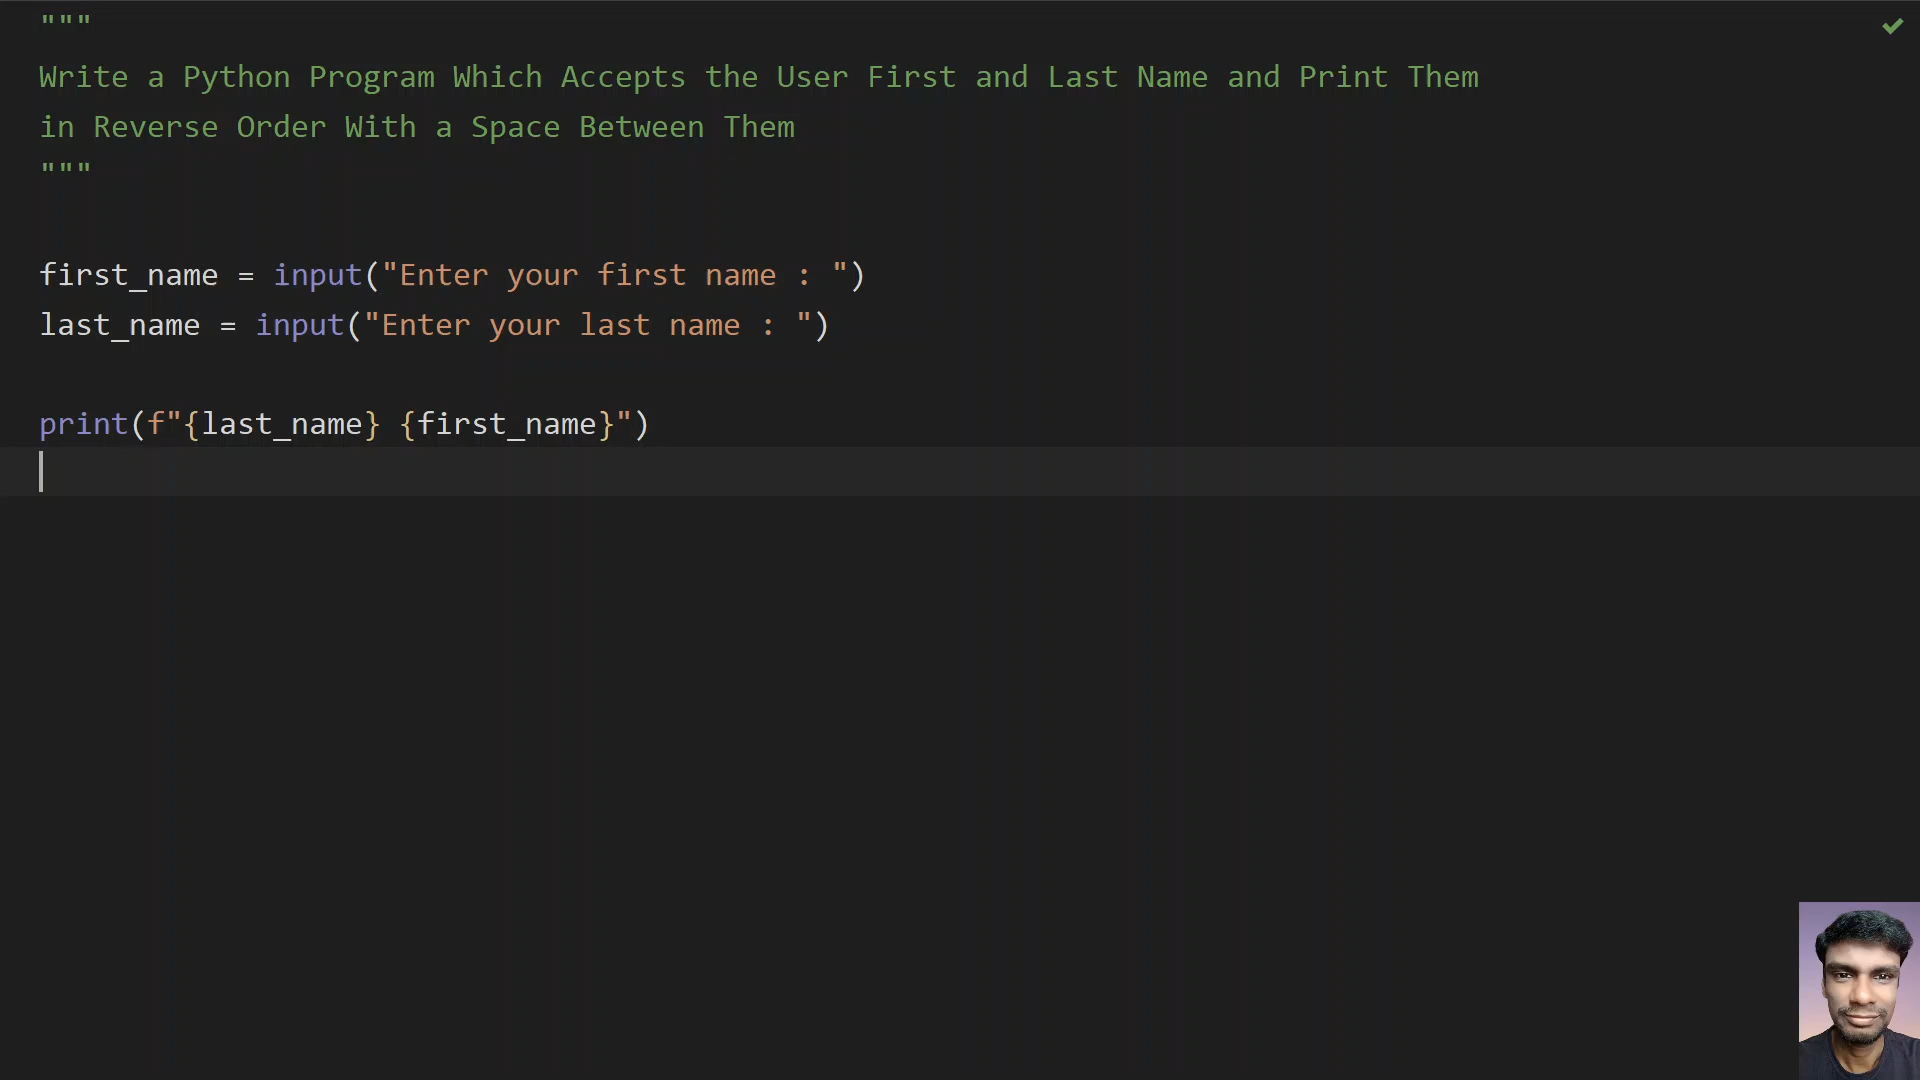 """
Write a Python Program Which Accepts the User First and Last Name and Print Them
in Reverse Order With a Space Between Them
"""
first_name = input("Enter your first name : ")
last_name = input("Enter your last name : ")
print(f"{last_name} {first_name}")